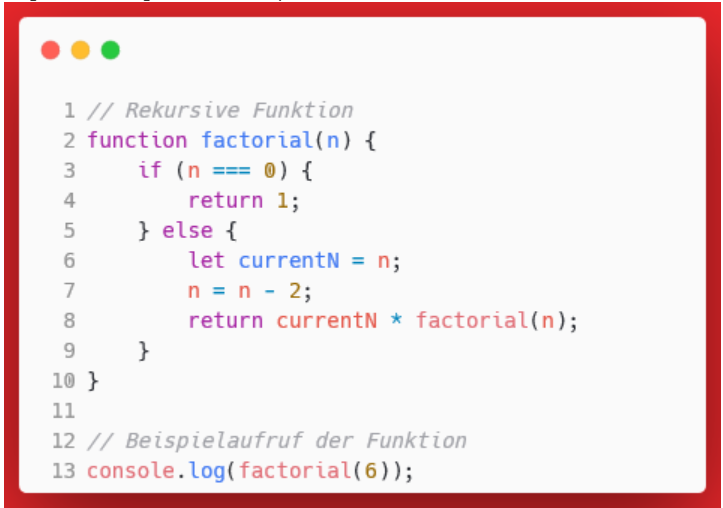 1 // Rekursive Funktion
2 function factorial(n) {
3     if (n === 0) {
4         return 1;
5     } else {
6         let currentN = n;
7         n = n - 2;
8         return currentN * factorial(n);
9     }
10 }
11
12 // Beispielaufruf der Funktion
13 console.log(factorial(6));